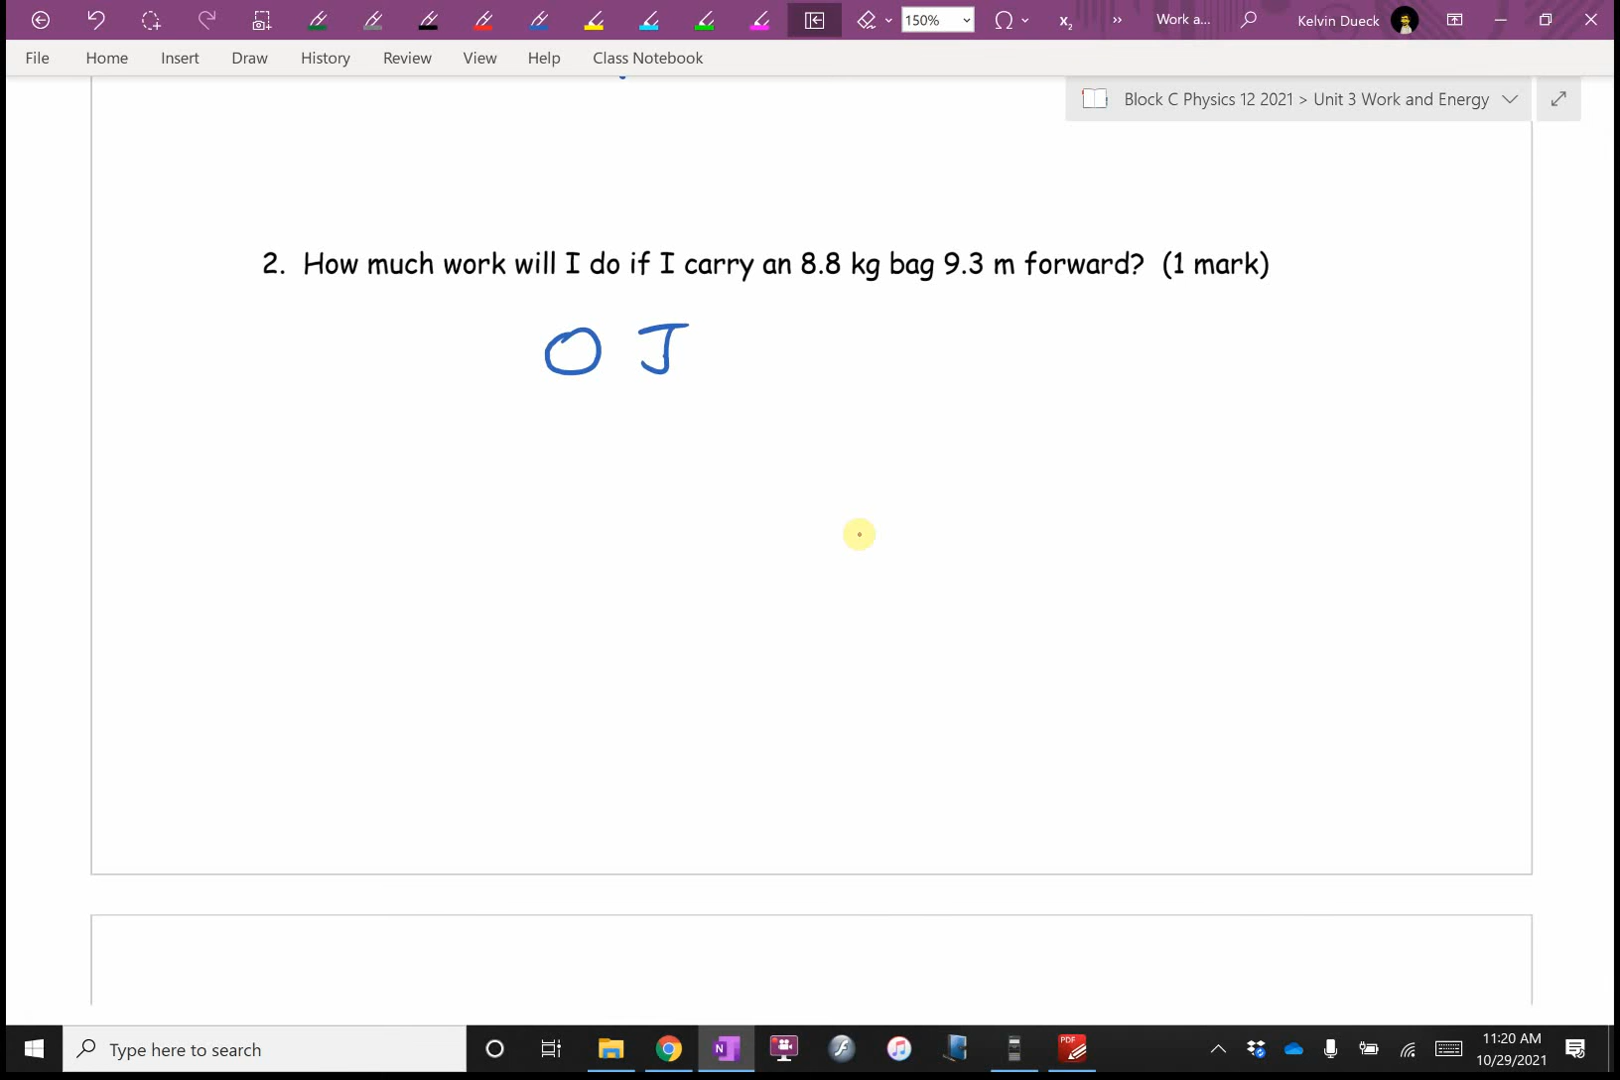 150%
Ω
x₂
»
Work a...
Kelvin Dueck
File Home Insert Draw History Review View Help Class Notebook
Block C Physics 12 2021 > Unit 3 Work and Energy
2. How much work will I do if I carry an 8.8 kg bag 9.3 m forward? (1 mark)
0 J
Type here to search
N
PDF
11:20 AM
10/29/2021